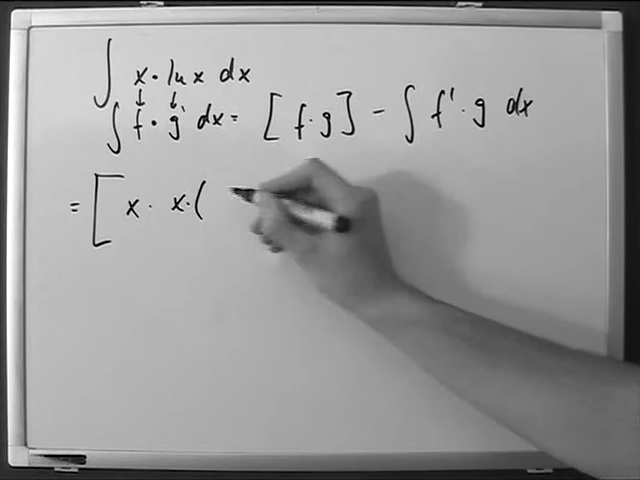 ∫ x · ln x dx
∫ f · g' dx = [ f · g ] - ∫ f' · g dx
= [ x · x · (